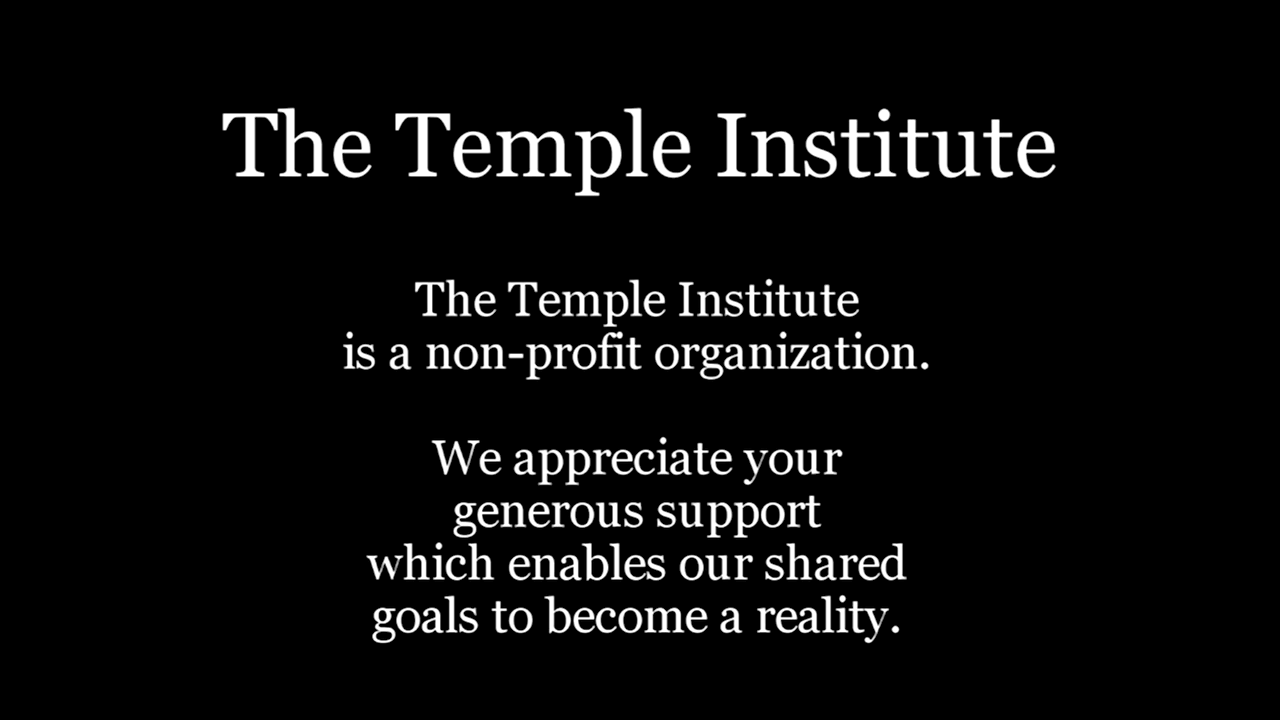 The Temple Institute
The Temple Institute
is a non-profit organization.
We appreciate your
generous support
which enables our shared
goals to become a reality.